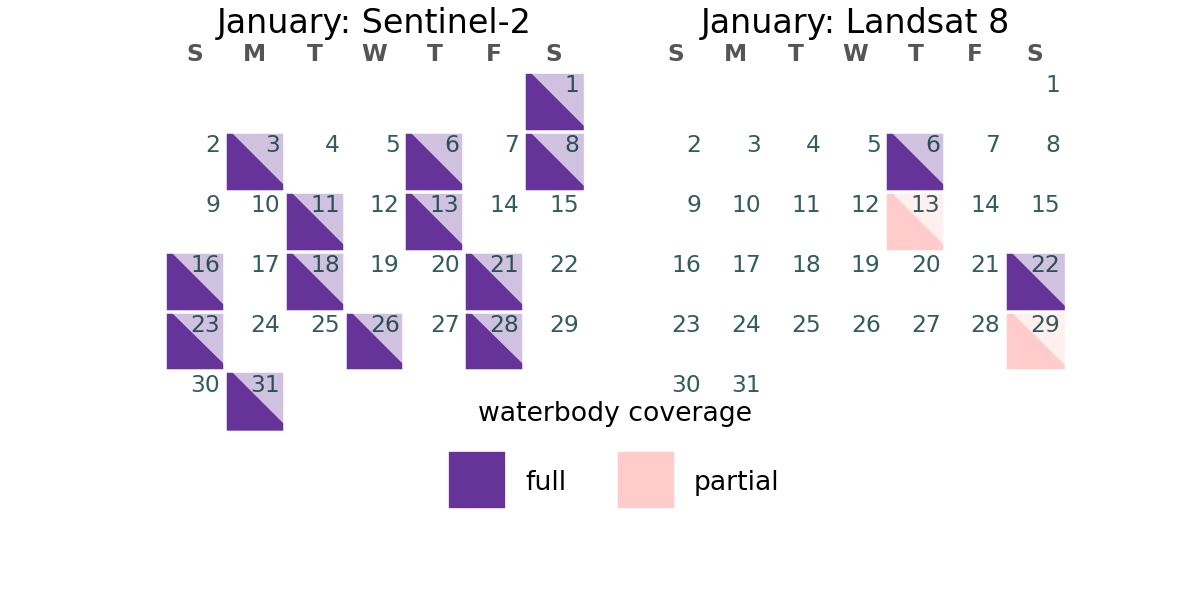 January: Sentinel-2
S M T W T F S
1
2 3 4 5 6 7 8
9 10 11 12 13 14 15
16 17 18 19 20 21 22
23 24 25 26 27 28 29
30 31
January: Landsat 8
S M T W T F S
1
2 3 4 5 6 7 8
9 10 11 12 13 14 15
16 17 18 19 20 21 22
23 24 25 26 27 28 29
30 31
waterbody coverage
full partial